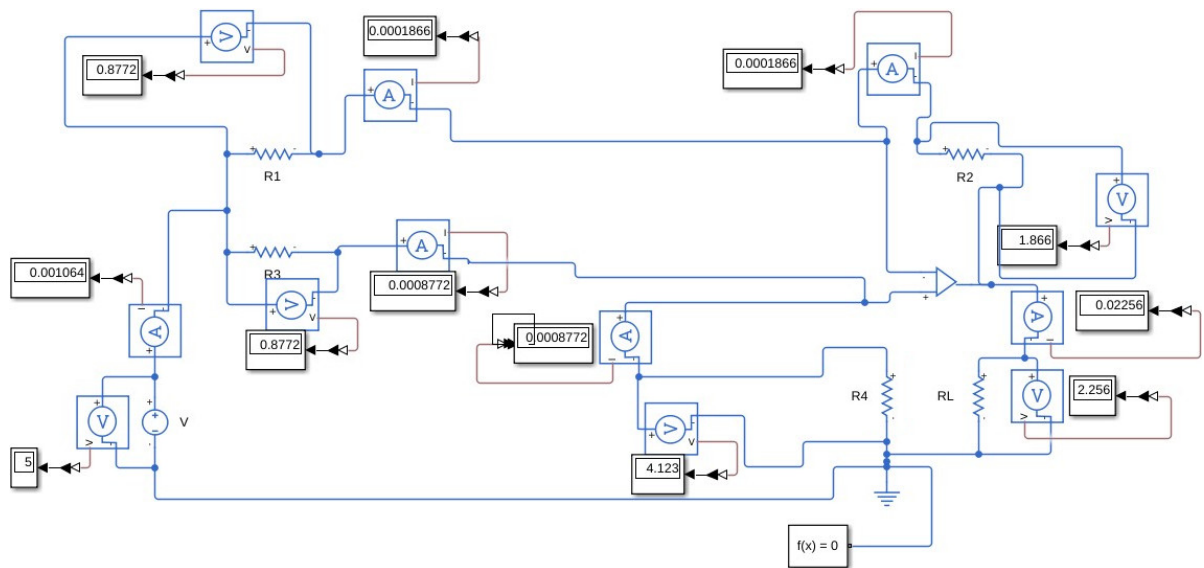 0.8772
V
+
-
V
0.0001866
A
+
-
I
0.0001866
A
+
-
I
+
-
R1
+
-
R2
V
+
-
V
1.866
+
-
R3
A
+
-
I
0.0008772
V
+
-
V
0.8772
0.001064
A
+
-
I
0.0008772
A
+
-
I
-
+
A
+
-
I
0.02256
V
+
-
V
5
+
-
V
V
+
-
V
4.123
+
-
R4
+
-
RL
V
+
-
V
2.256
f(x) = 0